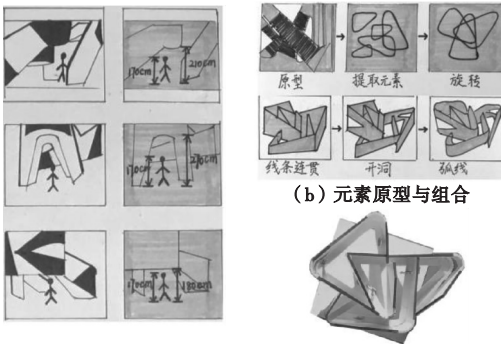 170cm
210cm
170cm
210cm
170cm
180cm
原型
提取元素
旋转
线条连贯
开洞
弧线
(b)元素原型与组合